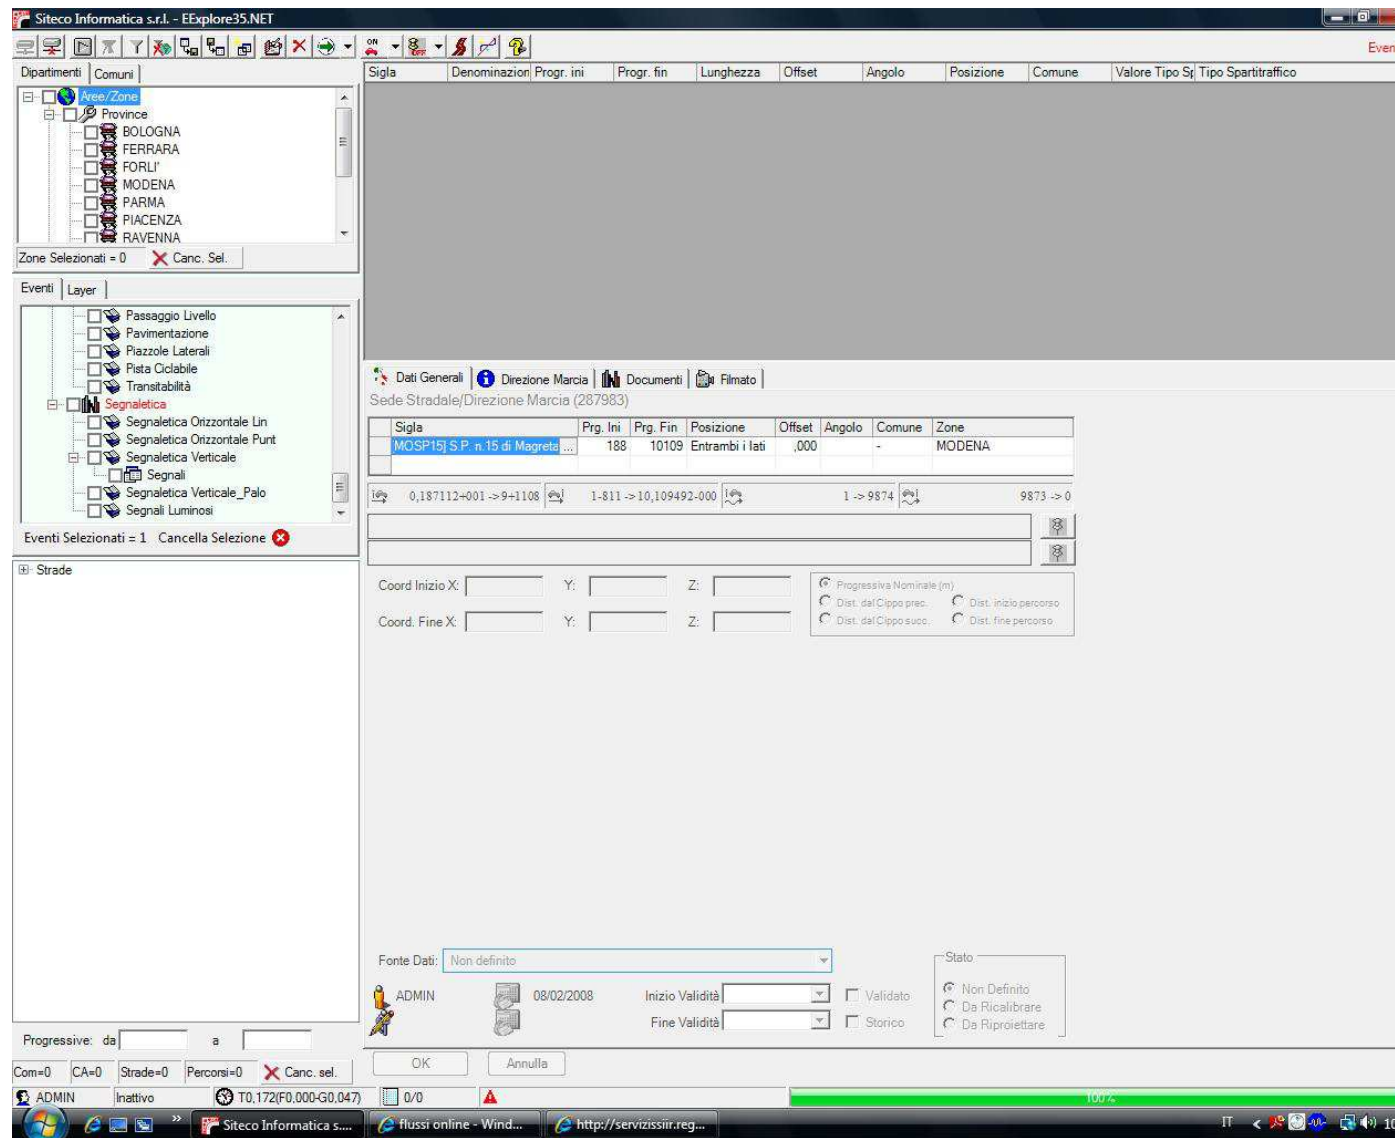 Siteco Informatica s.r.l. - EExplore35.NET
ON
OFF
Dipartimenti Comuni
Sigla Denominazion Progr. ini Progr. fin Lunghezza Offset Angolo Posizione Comune Valore Tipo Sp Tipo Spartitraffico
Aree/Zone
Province
BOLOGNA
FERRARA
FORLI'
MODENA
PARMA
PIACENZA
RAVENNA
Zone Selezionati = 0 Canc. Sel.
Eventi Layer
Passaggio Livello
Pavimentazione
Piazzole Laterali
Pista Ciclabile
Transitabilità
Segnaletica
Segnaletica Orizzontale Lin
Segnaletica Orizzontale Punt
Segnaletica Verticale
Segnali
Segnaletica Verticale_Palo
Segnali Luminosi
Eventi Selezionati = 1 Cancella Selezione
Strade
Dati Generali Direzione Marcia Documenti Filmato
Sede Stradale/Direzione Marcia (287983)
Sigla Prg. Ini Prg. Fin Posizione Offset Angolo Comune Zone
MOSP15] S.P. n.15 di Magreta ... 188 10109 Entrambi i lati ,000 - MODENA
0,187112+001 ->9+1108 1-811 ->10,109492-000 1 -> 9874 9873 -> 0
Coord Inizio X: Y: Z:
Coord. Fine X: Y: Z:
Progressiva Nominale (m)
Dist. dal Cippo prec. Dist. inizio percorso
Dist. dal Cippo succ. Dist. fine percorso
Fonte Dati: Non definito
ADMIN 08/02/2008 Inizio Validità Validato
Fine Validità Storico
Stato
Non Definito
Da Ricalibrare
Da Riproiettare
Progressive: da a
OK Annulla
Com=0 CA=0 Strade=0 Percorsi=0 Canc. sel.
ADMIN Inattivo T0,172(F0.000-G0,047) 0/0 100%
Siteco Informatica s.... flussi online - Wind... http://servizissiir.reg... IT